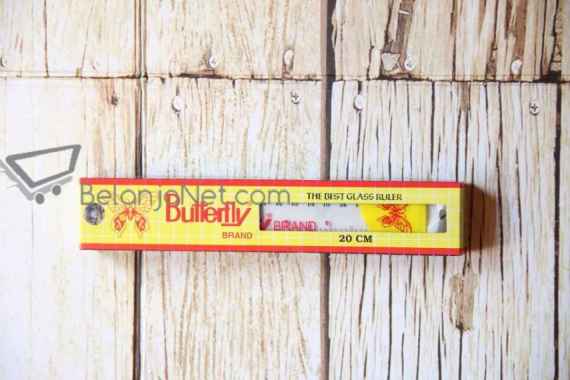 BelanjaNet.com
THE BEST GLASS RULER
Butterfly
BRAND
BRAND
20 CM